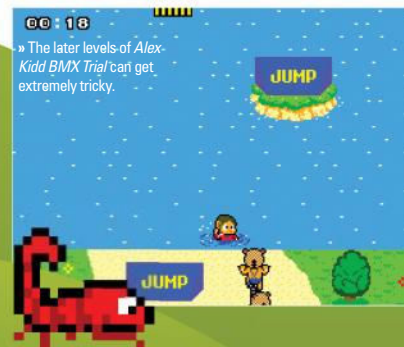 00:18
» The later levels of Alex
Kidd BMX Trial can get
extremely tricky.
JUMP
JUMP